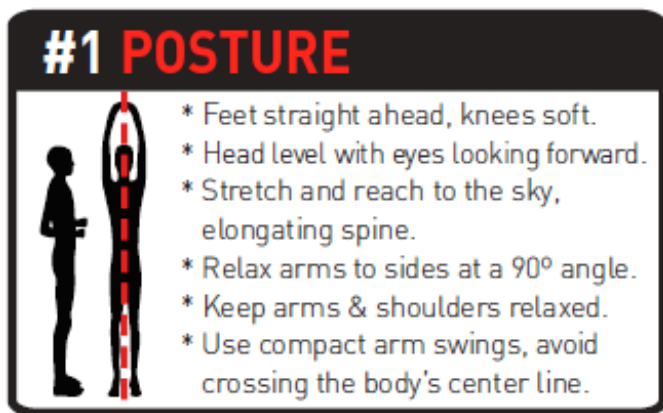 #1 POSTURE
* Feet straight ahead, knees soft.
* Head level with eyes looking forward.
* Stretch and reach to the sky,
elongating spine.
* Relax arms to sides at a 90º angle.
* Keep arms & shoulders relaxed.
* Use compact arm swings, avoid
crossing the body's center line.